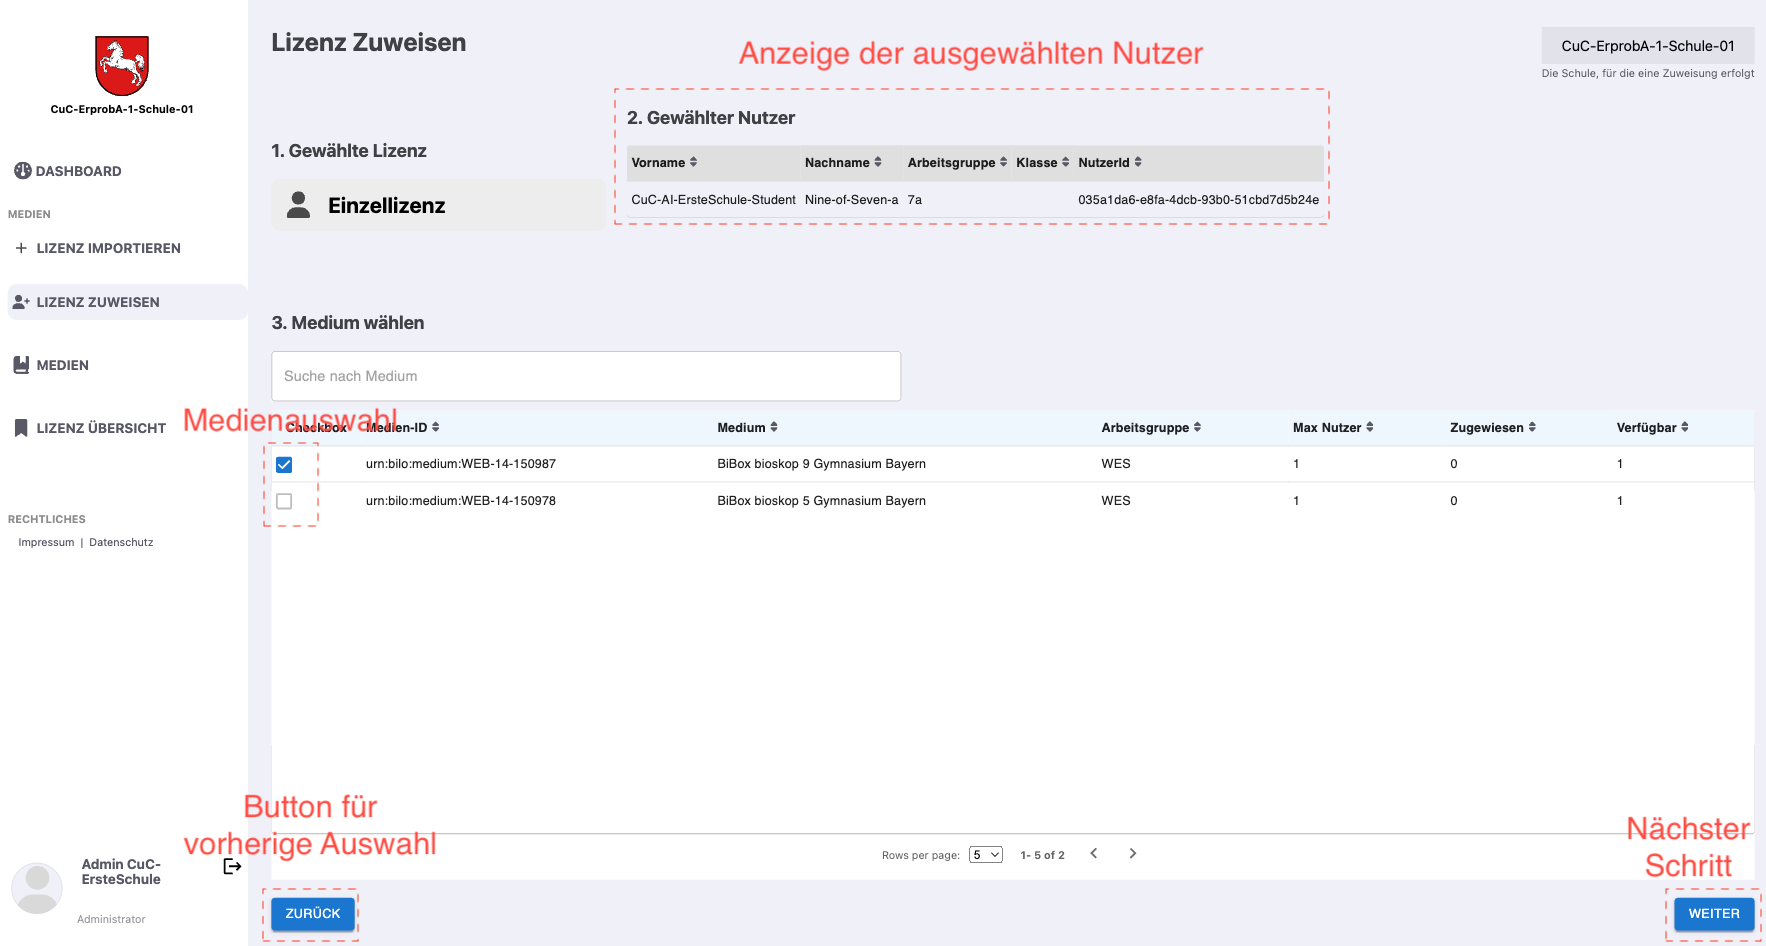 CuC-ErprobA-1-Schule-01
DASHBOARD
MEDIEN
LIZENZ IMPORTIEREN
LIZENZ ZUWEISEN
MEDIEN
LIZENZ ÜBERSICHT
RECHTLICHES
Impressum | Datenschutz
Admin CuC-
ErsteSchule
Administrator
Lizenz Zuweisen
Anzeige der ausgewählten Nutzer
CuC-ErprobA-1-Schule-01
Die Schule, für die eine Zuweisung erfolgt
1. Gewählte Lizenz
Einzellizenz
2. Gewählter Nutzer
Vorname Nachname Arbeitsgruppe Klasse NutzerId
CuC-AI-ErsteSchule-Student Nine-of-Seven-a 7a 035a1da6-e8fa-4dcb-93b0-51cbd7d5b24e
3. Medium wählen
Suche nach Medium
Medienauswahl
Checkbox Medien-ID Medium Arbeitsgruppe Max Nutzer Zugewiesen Verfügbar
urn:bilo:medium:WEB-14-150987 BiBox bioskop 9 Gymnasium Bayern WES 1 0 1
urn:bilo:medium:WEB-14-150978 BiBox bioskop 5 Gymnasium Bayern WES 1 0 1
Button für
vorherige Auswahl
Rows per page: 5 1- 5 of 2
Nächster
Schritt
ZURÜCK
WEITER